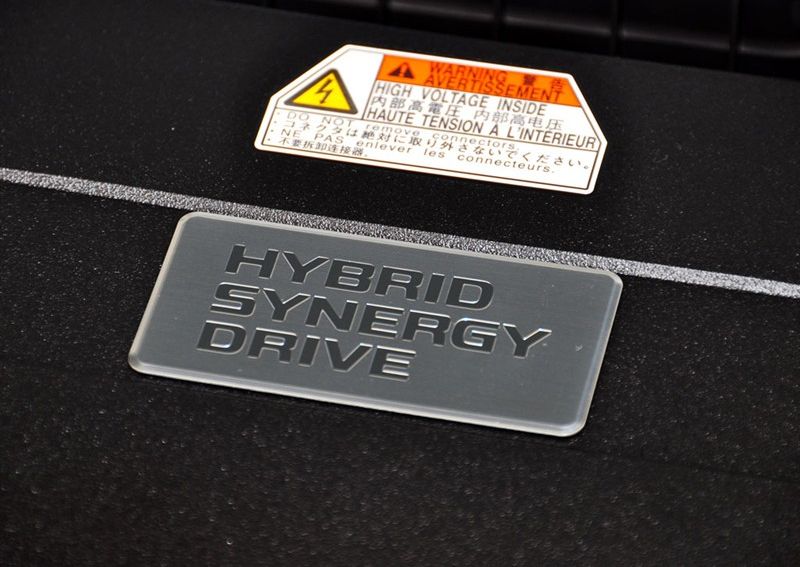 WARNING 警告
AVERTISSEMENT
HIGH VOLTAGE INSIDE
内部高電圧 内部高电压
HAUTE TENSION À L'INTÉRIEUR
· DO NOT remove connectors.
· コネクタは絶対に取り外さないでください。
· NE PAS enlever les connecteurs.
· 不要拆卸连接器.
HYBRID
SYNERGY
DRIVE